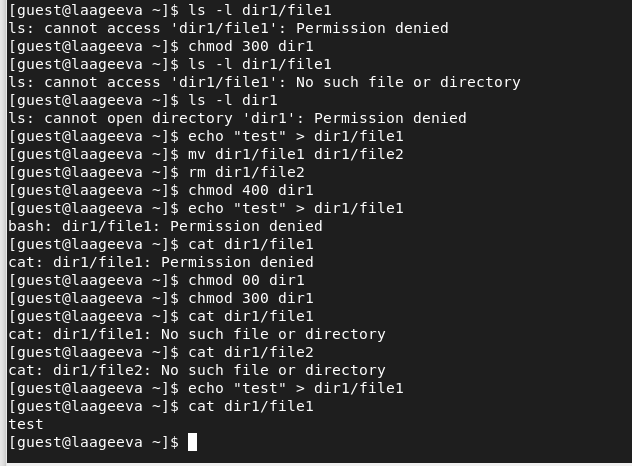 [guest@laageeva ~]$ ls -l dir1/file1
ls: cannot access 'dir1/file1': Permission denied
[guest@laageeva ~]$ chmod 300 dir1
[guest@laageeva ~]$ ls -l dir1/file1
ls: cannot access 'dir1/file1': No such file or directory
[guest@laageeva ~]$ ls -l dir1
ls: cannot open directory 'dir1': Permission denied
[guest@laageeva ~]$ echo "test" > dir1/file1
[guest@laageeva ~]$ mv dir1/file1 dir1/file2
[guest@laageeva ~]$ rm dir1/file2
[guest@laageeva ~]$ chmod 400 dir1
[guest@laageeva ~]$ echo "test" > dir1/file1
bash: dir1/file1: Permission denied
[guest@laageeva ~]$ cat dir1/file1
cat: dir1/file1: Permission denied
[guest@laageeva ~]$ chmod 00 dir1
[guest@laageeva ~]$ chmod 300 dir1
[guest@laageeva ~]$ cat dir1/file1
cat: dir1/file1: No such file or directory
[guest@laageeva ~]$ cat dir1/file2
cat: dir1/file2: No such file or directory
[guest@laageeva ~]$ echo "test" > dir1/file1
[guest@laageeva ~]$ cat dir1/file1
test
[guest@laageeva ~]$